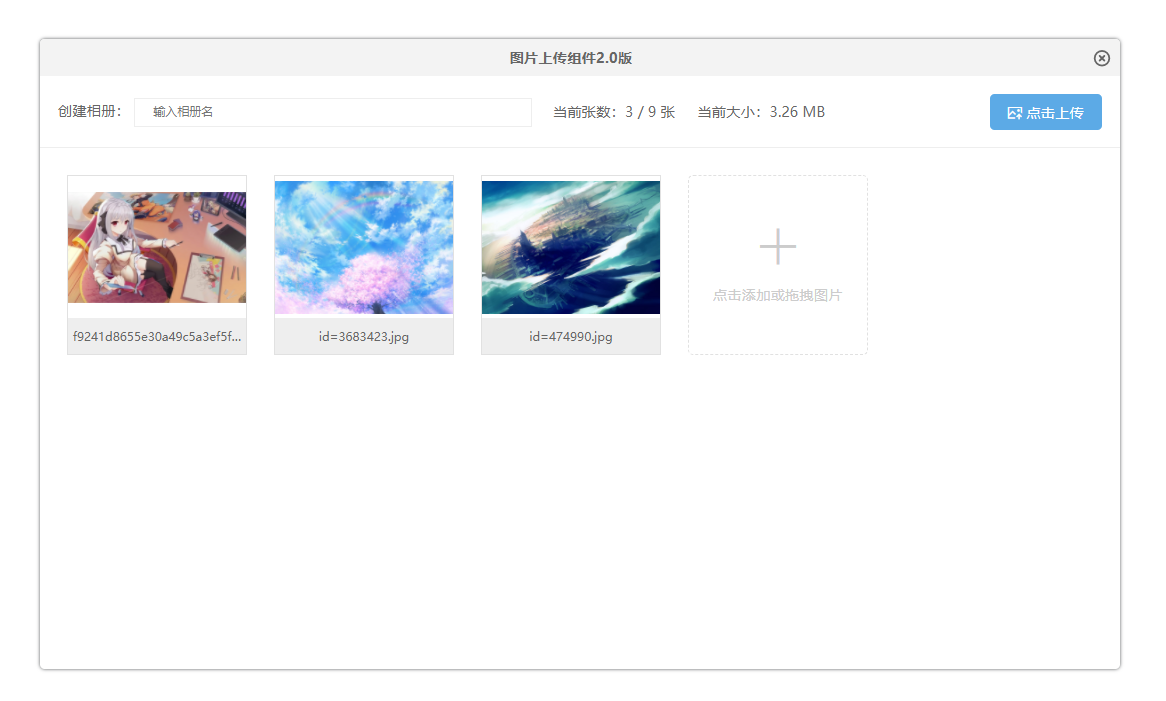 图片上传组件2.0版
创建相册： 输入相册名 当前张数：3 / 9 张 当前大小：3.26 MB 点击上传
点击添加或拖拽图片
f9241d8655e30a49c5a3ef5f... id=3683423.jpg id=474990.jpg